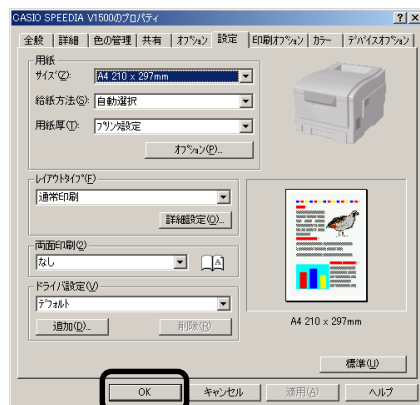 CASIO SPEEDIA V1500のプロパティ
全般 詳細 色の管理 共有 オプション 設定 印刷オプション カラー デバイスオプション
用紙
サイズ(Z): A4 210 x 297mm
給紙方法(S): 自動選択
用紙厚(T): プリンタ設定
オプション(P)...
レイアウトタイプ(F)
通常印刷
詳細設定(O)...
両面印刷(2)
なし
A
ドライバ設定(V)
デフォルト
追加(D)...
削除(R)
A4 210 x 297mm
標準(U)
OK キャンセル 適用(A) ヘルプ